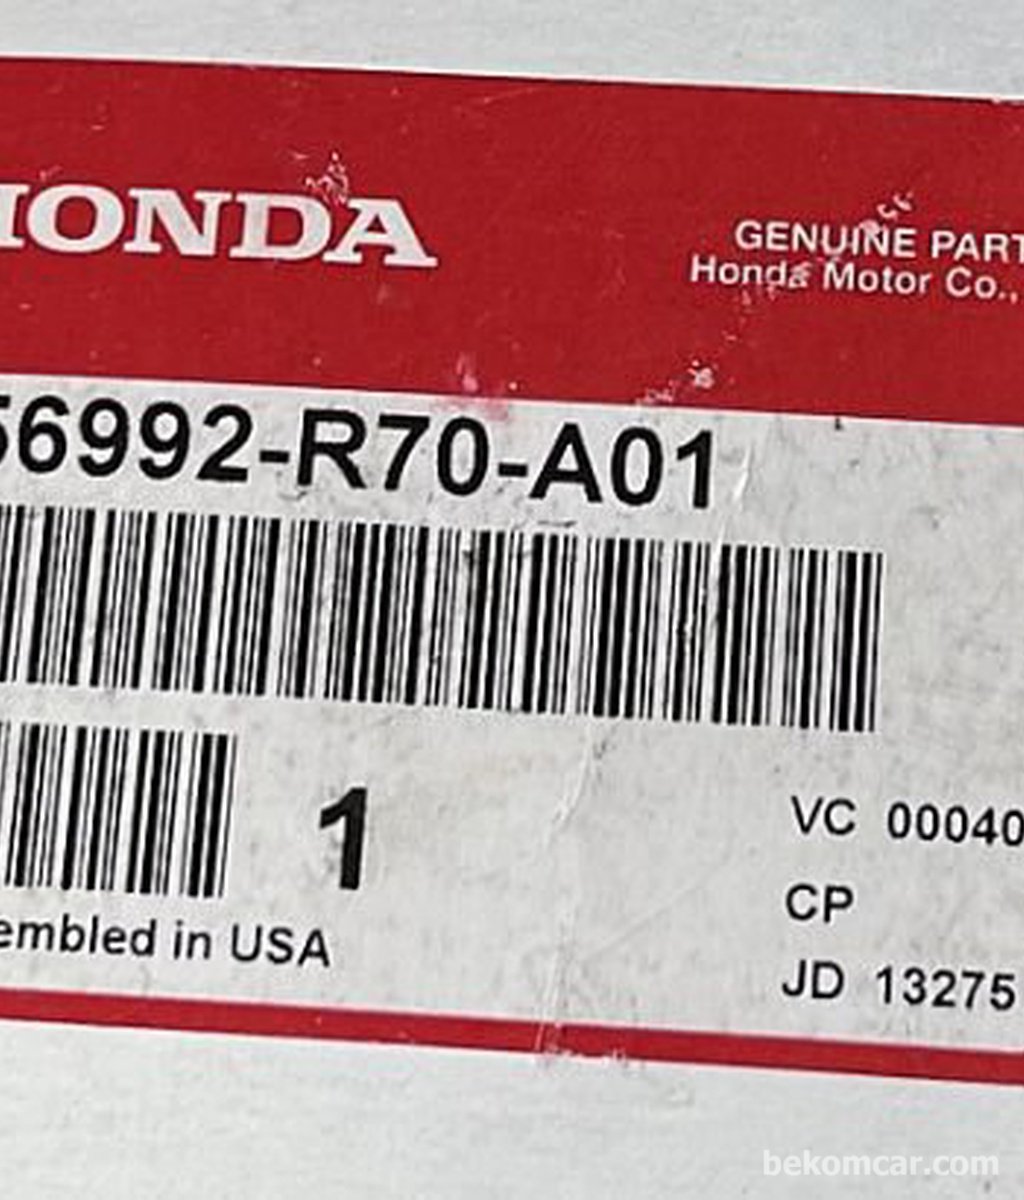 HONDA
GENUINE PART
Honda Motor Co.,
56992-R70-A01
1
VC 00040
CP
embled in USA
JD 13275
bekomcar.com